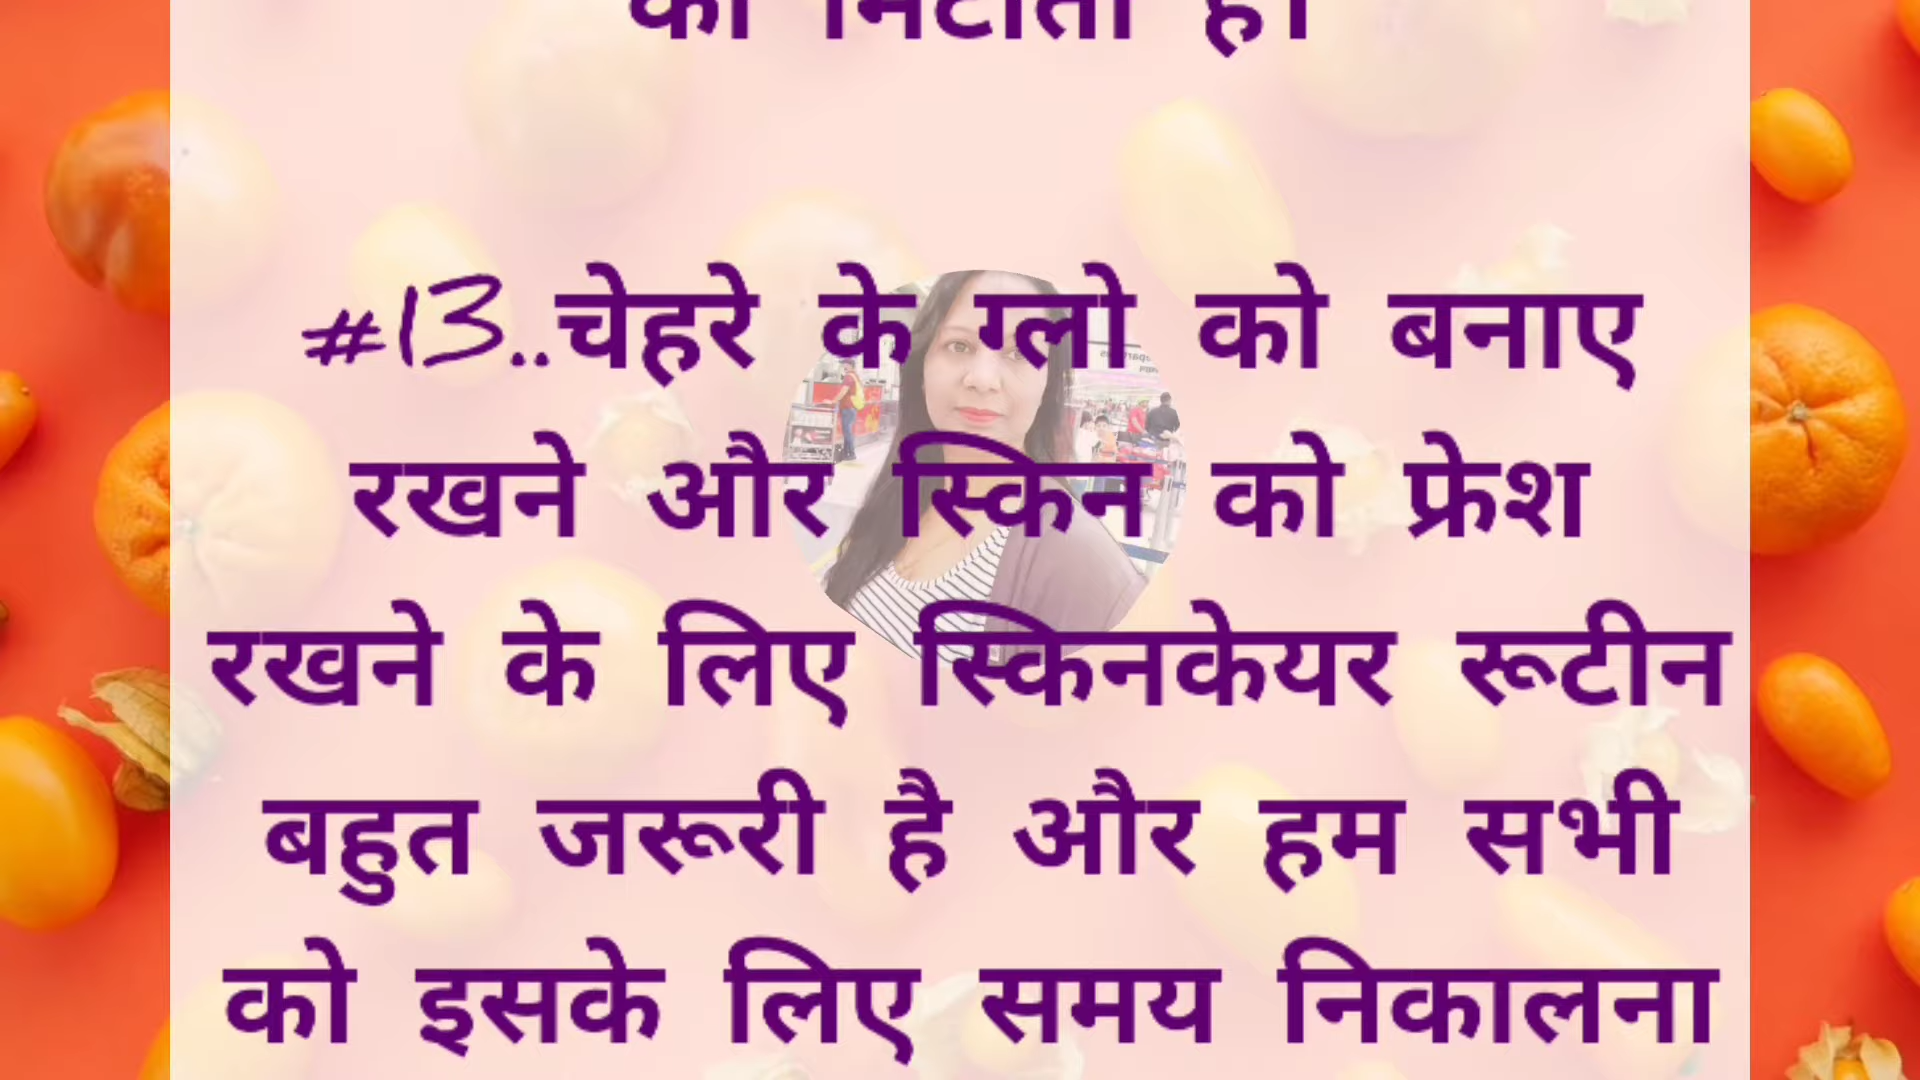 को मिटाता है।
#13..चेहरे के ग्लो को बनाए
रखने और स्किन को फ्रेश
रखने के लिए स्किनकेयर रूटीन
बहुत जरूरी है और हम सभी
को इसके लिए समय निकालना